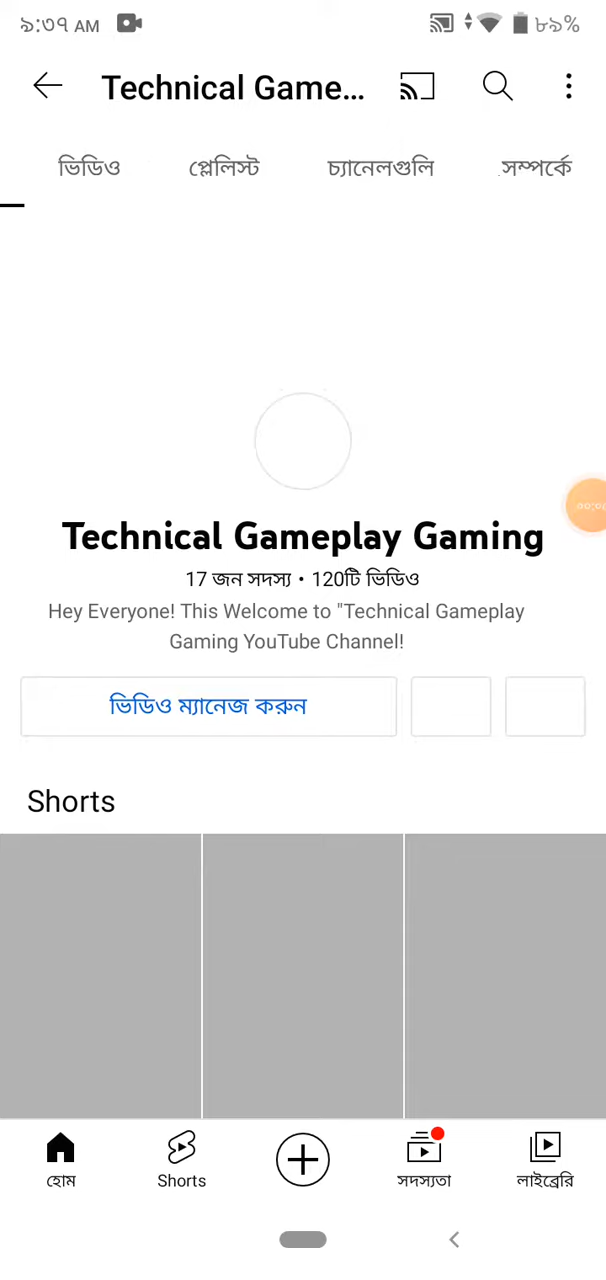 ৯:৩৭ AM
৮৯%
Technical Game...
ভিডিও প্লেলিস্ট চ্যানেলগুলি সম্পর্কে
Technical Gameplay Gaming
17 জন সদস্য • 120টি ভিডিও
Hey Everyone! This Welcome to "Technical Gameplay
Gaming YouTube Channel!
ভিডিও ম্যানেজ করুন
Shorts
হোম Shorts সদস্যতা লাইব্রেরি